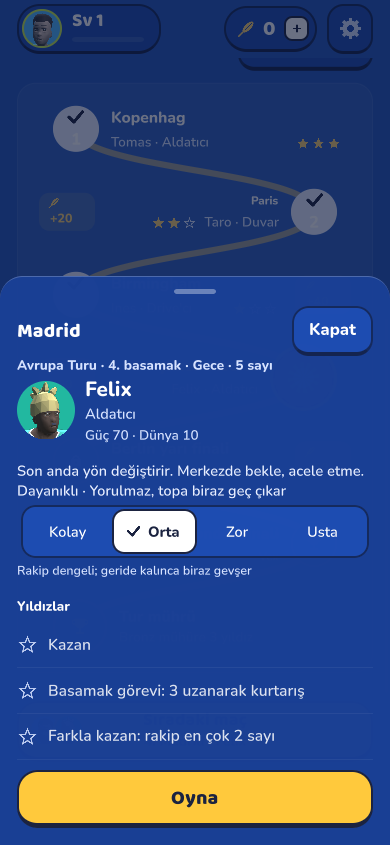 Sv 1
0
+
Kopenhag
1
Tomas · Aldatıcı
Paris
+20
Taro · Duvar
2
Madrid
Kapat
Avrupa Turu · 4. basamak · Gece · 5 sayı
Felix
Aldatıcı
Güç 70 · Dünya 10
Son anda yön değiştirir. Merkezde bekle, acele etme.
Dayanıklı · Yorulmaz, topa biraz geç çıkar
Kolay
Orta
Zor
Usta
Rakip dengeli; geride kalınca biraz gevşer
Yıldızlar
Kazan
Basamak görevi: 3 uzanarak kurtarış
Farkla kazan: rakip en çok 2 sayı
Oyna